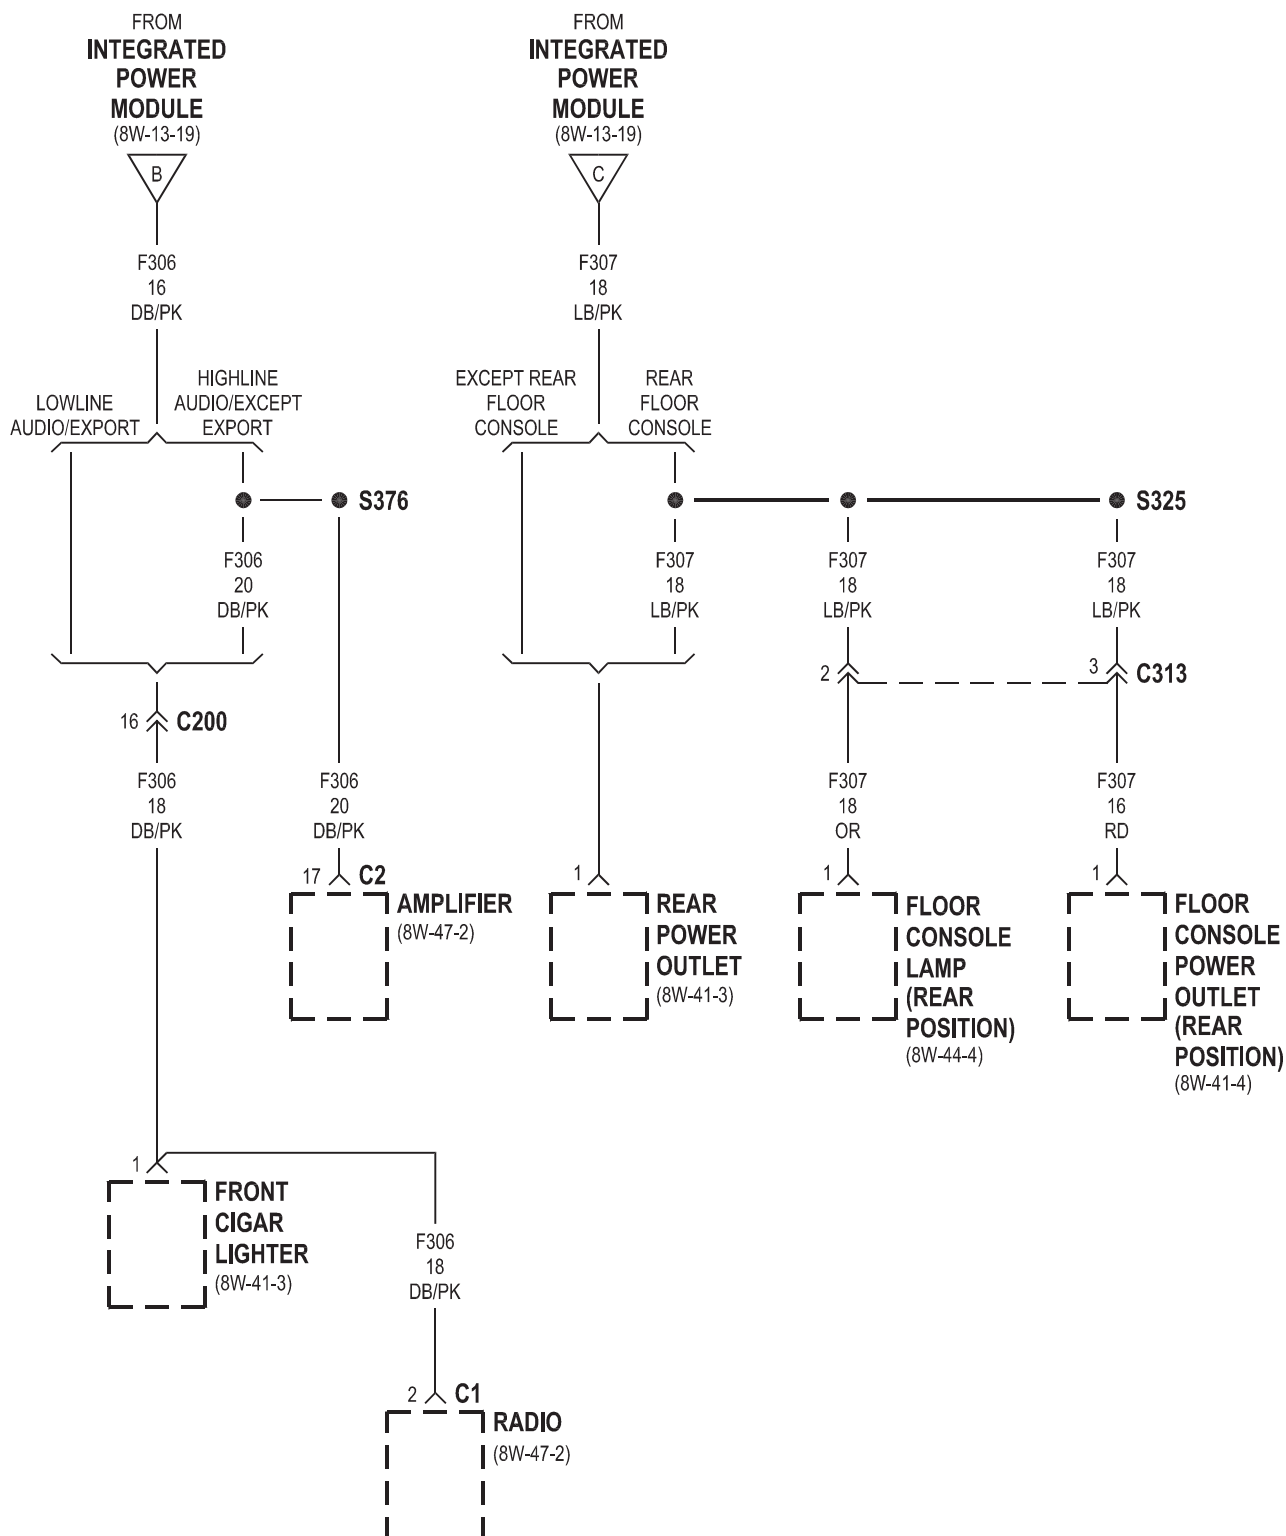 FROM
INTEGRATED
POWER
MODULE
(8W-13-19)
B
F306
16
DB/PK
LOWLINE
AUDIO/EXPORT
HIGHLINE
AUDIO/EXCEPT
EXPORT
S376
F306
20
DB/PK
16
C200
F306
18
DB/PK
F306
20
DB/PK
17
C2
AMPLIFIER
(8W-47-2)
1
FRONT
CIGAR
LIGHTER
(8W-41-3)
F306
18
DB/PK
2
C1
RADIO
(8W-47-2)
FROM
INTEGRATED
POWER
MODULE
(8W-13-19)
C
F307
18
LB/PK
EXCEPT REAR
FLOOR
CONSOLE
REAR
FLOOR
CONSOLE
S325
F307
18
LB/PK
F307
18
LB/PK
F307
18
LB/PK
2
3
C313
F307
18
OR
F307
16
RD
1
REAR
POWER
OUTLET
(8W-41-3)
1
FLOOR
CONSOLE
LAMP
(REAR
POSITION)
(8W-44-4)
1
FLOOR
CONSOLE
POWER
OUTLET
(REAR
POSITION)
(8W-41-4)